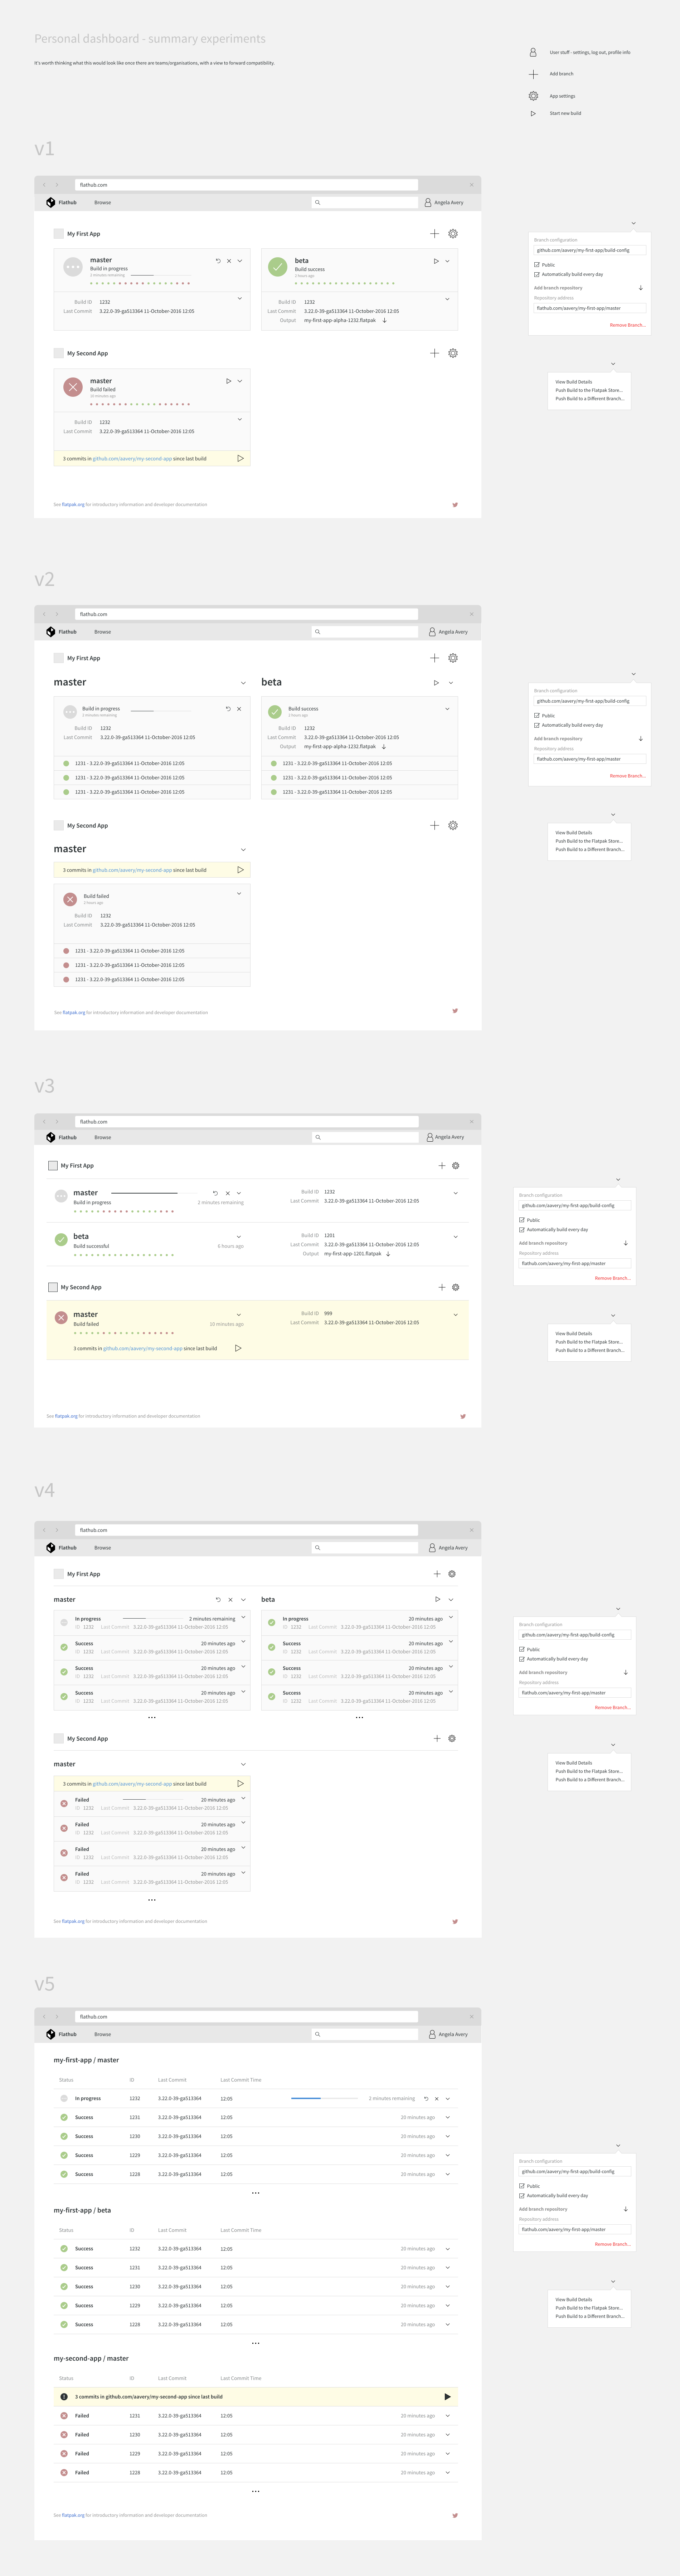 Personal dashboard - summary experiments
It's worth thinking what this would look like since there are teams/organisations, with a view to forward compatibility.
User stuff - settings, log out, profile info
Add branch
App settings
Start new build
v1
flathub.com
Flathub Browse Angela Avery
My First App
master
Build in progress
2 minutes remaining
Build ID 1232
Last Commit 3.22.0-39-ga513364 11-October-2016 12:05
beta
Build success
2 hours ago
Build ID 1232
Last Commit 3.22.0-39-ga513364 11-October-2016 12:05
Output my-first-app-alpha-1232.flatpak
My Second App
master
Build failed
10 minutes ago
Build ID 1232
Last Commit 3.22.0-39-ga513364 11-October-2016 12:05
3 commits in github.com/aavery/my-second-app since last build
See flatpak.org for introductory information and developer documentation
Branch configuration
github.com/aavery/my-first-app/build-config
Public
Automatically build every day
Add branch repository
Repository address
flathub.com/aavery/my-first-app/master
Remove Branch...
View Build Details
Push Build to the Flatpak Store...
Push Build to a Different Branch...
v2
flathub.com
Flathub Browse Angela Avery
My First App
master
Build in progress
2 minutes remaining
Build ID 1232
Last Commit 3.22.0-39-ga513364 11-October-2016 12:05
1231 - 3.22.0-39-ga513364 11-October-2016 12:05
1231 - 3.22.0-39-ga513364 11-October-2016 12:05
1231 - 3.22.0-39-ga513364 11-October-2016 12:05
beta
Build success
2 hours ago
Build ID 1232
Last Commit 3.22.0-39-ga513364 11-October-2016 12:05
Output my-first-app-alpha-1232.flatpak
1231 - 3.22.0-39-ga513364 11-October-2016 12:05
1231 - 3.22.0-39-ga513364 11-October-2016 12:05
1231 - 3.22.0-39-ga513364 11-October-2016 12:05
My Second App
master
3 commits in github.com/aavery/my-second-app since last build
Build failed
2 hours ago
Build ID 1232
Last Commit 3.22.0-39-ga513364 11-October-2016 12:05
1231 - 3.22.0-39-ga513364 11-October-2016 12:05
1231 - 3.22.0-39-ga513364 11-October-2016 12:05
1231 - 3.22.0-39-ga513364 11-October-2016 12:05
See flatpak.org for introductory information and developer documentation
Branch configuration
github.com/aavery/my-first-app/build-config
Public
Automatically build every day
Add branch repository
Repository address
flathub.com/aavery/my-first-app/master
Remove Branch...
View Build Details
Push Build to the Flatpak Store...
Push Build to a Different Branch...
v3
flathub.com
Flathub Browse Angela Avery
My First App
master
Build in progress 2 minutes remaining
Build ID 1232
Last Commit 3.22.0-39-ga513364 11-October-2016 12:05
beta
Build successful 6 hours ago
Build ID 1201
Last Commit 3.22.0-39-ga513364 11-October-2016 12:05
Output my-first-app-1201.flatpak
My Second App
master
Build failed 10 minutes ago
Build ID 999
Last Commit 3.22.0-39-ga513364 11-October-2016 12:05
3 commits in github.com/aavery/my-second-app since last build
See flatpak.org for introductory information and developer documentation
Branch configuration
github.com/aavery/my-first-app/build-config
Public
Automatically build every day
Add branch repository
Repository address
flathub.com/aavery/my-first-app/master
Remove Branch...
View Build Details
Push Build to the Flatpak Store...
Push Build to a Different Branch...
v4
flathub.com
Flathub Browse Angela Avery
My First App
master
In progress 2 minutes remaining
ID 1232 Last Commit 3.22.0-39-ga513364 11-October-2016 12:05
Success 20 minutes ago
ID 1232 Last Commit 3.22.0-39-ga513364 11-October-2016 12:05
Success 20 minutes ago
ID 1232 Last Commit 3.22.0-39-ga513364 11-October-2016 12:05
Success 20 minutes ago
ID 1232 Last Commit 3.22.0-39-ga513364 11-October-2016 12:05
beta
In progress 20 minutes ago
ID 1232 Last Commit 3.22.0-39-ga513364 11-October-2016 12:05
Success 20 minutes ago
ID 1232 Last Commit 3.22.0-39-ga513364 11-October-2016 12:05
Success 20 minutes ago
ID 1232 Last Commit 3.22.0-39-ga513364 11-October-2016 12:05
Success 20 minutes ago
ID 1232 Last Commit 3.22.0-39-ga513364 11-October-2016 12:05
My Second App
master
3 commits in github.com/aavery/my-second-app since last build
Failed 20 minutes ago
ID 1232 Last Commit 3.22.0-39-ga513364 11-October-2016 12:05
Failed 20 minutes ago
ID 1232 Last Commit 3.22.0-39-ga513364 11-October-2016 12:05
Failed 20 minutes ago
ID 1232 Last Commit 3.22.0-39-ga513364 11-October-2016 12:05
Failed 20 minutes ago
ID 1232 Last Commit 3.22.0-39-ga513364 11-October-2016 12:05
See flatpak.org for introductory information and developer documentation
Branch configuration
github.com/aavery/my-first-app/build-config
Public
Automatically build every day
Add branch repository
Repository address
flathub.com/aavery/my-first-app/master
Remove Branch...
View Build Details
Push Build to the Flatpak Store...
Push Build to a Different Branch...
v5
flathub.com
Flathub Browse Angela Avery
my-first-app / master
Status ID Last Commit Last Commit Time
In progress 1232 3.22.0-39-ga513364 12:05 2 minutes remaining
Success 1231 3.22.0-39-ga513364 12:05 20 minutes ago
Success 1230 3.22.0-39-ga513364 12:05 20 minutes ago
Success 1229 3.22.0-39-ga513364 12:05 20 minutes ago
Success 1228 3.22.0-39-ga513364 12:05 20 minutes ago
my-first-app / beta
Status ID Last Commit Last Commit Time
Success 1232 3.22.0-39-ga513364 12:05 20 minutes ago
Success 1231 3.22.0-39-ga513364 12:05 20 minutes ago
Success 1230 3.22.0-39-ga513364 12:05 20 minutes ago
Success 1229 3.22.0-39-ga513364 12:05 20 minutes ago
Success 1228 3.22.0-39-ga513364 12:05 20 minutes ago
my-second-app / master
Status ID Last Commit Last Commit Time
3 commits in github.com/aavery/my-second-app since last build
Failed 1231 3.22.0-39-ga513364 12:05 20 minutes ago
Failed 1230 3.22.0-39-ga513364 12:05 20 minutes ago
Failed 1229 3.22.0-39-ga513364 12:05 20 minutes ago
Failed 1228 3.22.0-39-ga513364 12:05 20 minutes ago
See flatpak.org for introductory information and developer documentation
Branch configuration
github.com/aavery/my-first-app/build-config
Public
Automatically build every day
Add branch repository
Repository address
flathub.com/aavery/my-first-app/master
Remove Branch...
View Build Details
Push Build to the Flatpak Store...
Push Build to a Different Branch...